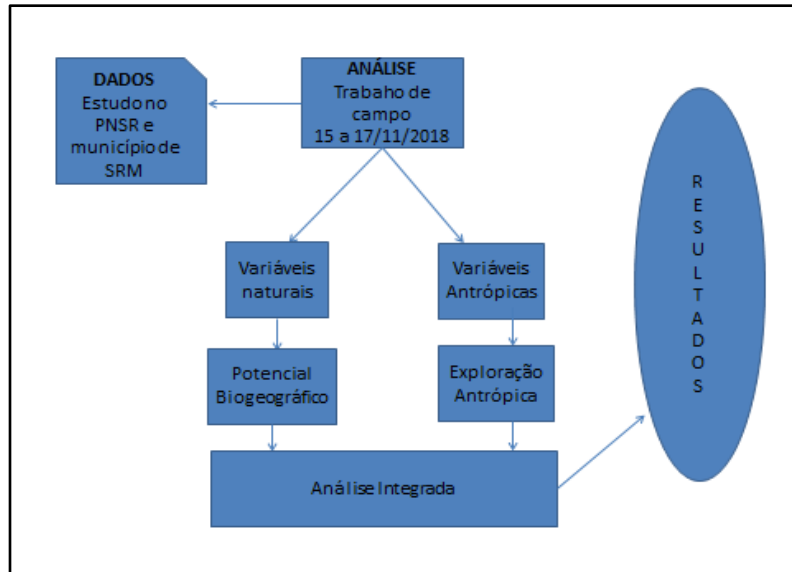 DADOS
Estudo no
PNSR e
município de
SRM
ANÁLISE
Trabaho de
campo
15 a 17/11/2018
Variáveis
naturais
Variáveis
Antrópicas
Potencial
Biogeográfico
Exploração
Antrópica
Análise Integrada
R
E
S
U
L
T
A
D
O
S